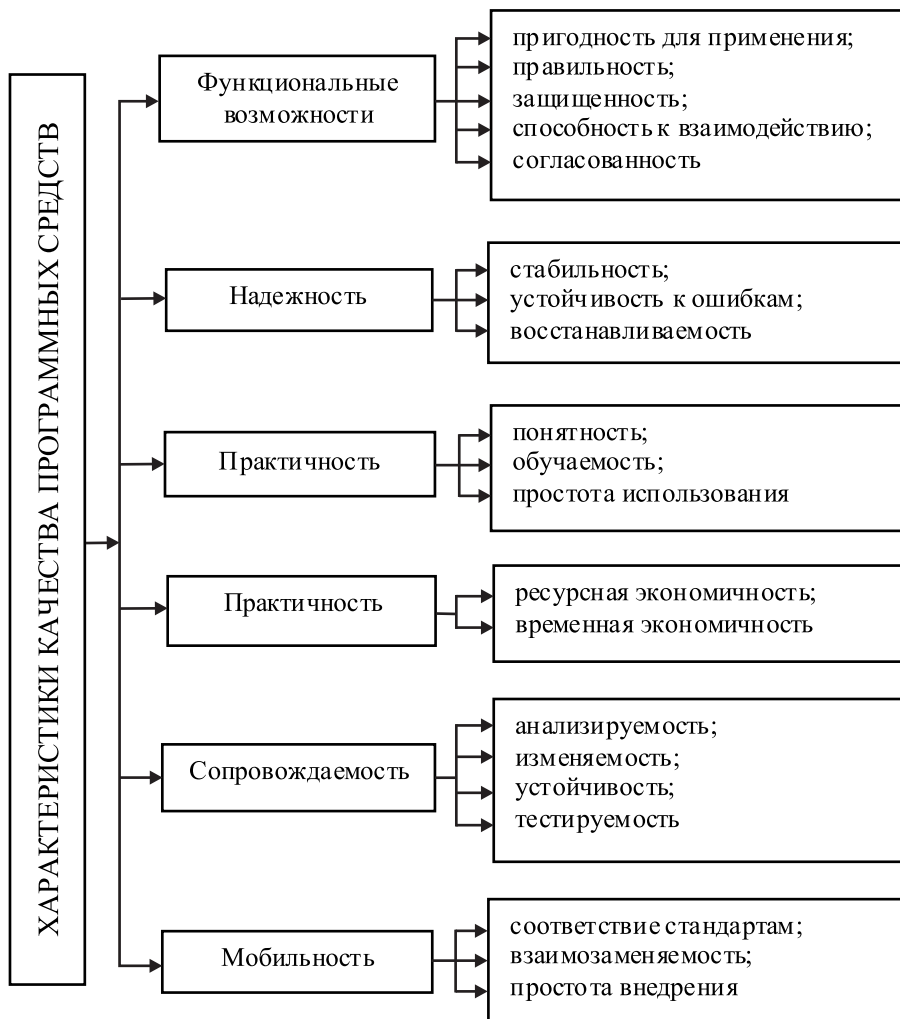 ХАРАКТЕРИСТИКИ КАЧЕСТВА ПРОГРАММНЫХ СРЕДСТВ
Функциональные
возможности
пригодность для применения;
правильность;
защищенность;
способность к взаимодействию;
согласованность
Надежность
стабильность;
устойчивость к ошибкам;
восстанавливаемость
Практичность
понятность;
обучаемость;
простота использования
Практичность
ресурсная экономичность;
временная экономичность
Сопровождаемость
анализируемость;
изменяемость;
устойчивость;
тестируемость
Мобильность
соответствие стандартам;
взаимозаменяемость;
простота внедрения